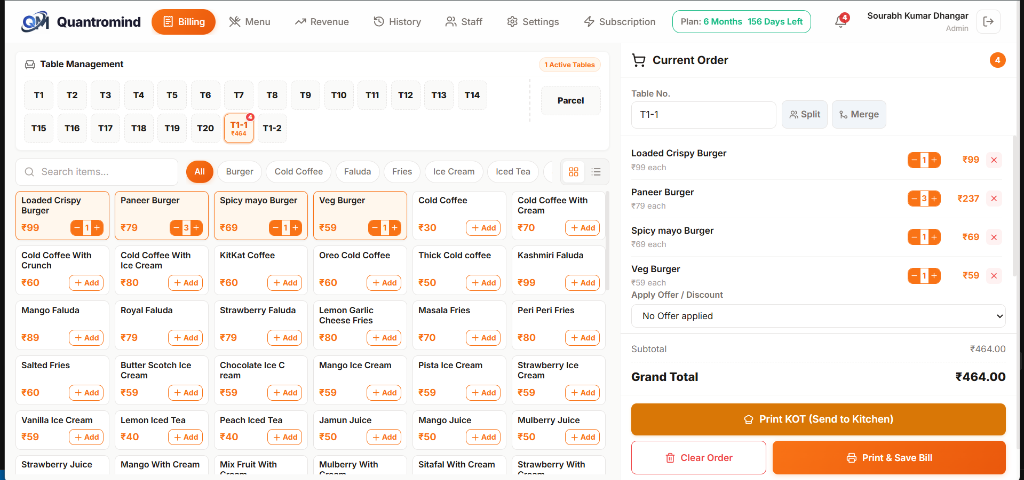 QM Quantromind Billing Menu Revenue History Staff Settings Subscription Plan: 6 Months 156 Days Left 4 Sourabh Kumar Dhangar
Admin
Table Management 1 Active Tables
T1 T2 T3 T4 T5 T6 T7 T8 T9 T10 T11 T12 T13 T14
Parcel
T15 T16 T17 T18 T19 T20 T1-1 ₹464 4 T1-2
Search items... All Burger Cold Coffee Faluda Fries Ice Cream Iced Tea
Loaded Crispy Burger ₹99 − 1 +
Paneer Burger ₹79 − 3 +
Spicy mayo Burger ₹69 − 1 +
Veg Burger ₹59 − 1 +
Cold Coffee ₹30 + Add
Cold Coffee With Cream ₹70 + Add
Cold Coffee With Crunch ₹60 + Add
Cold Coffee With Ice Cream ₹80 + Add
KitKat Coffee ₹60 + Add
Oreo Cold Coffee ₹60 + Add
Thick Cold coffee ₹50 + Add
Kashmiri Faluda ₹99 + Add
Mango Faluda ₹89 + Add
Royal Faluda ₹79 + Add
Strawberry Faluda ₹79 + Add
Lemon Garlic Cheese Fries ₹80 + Add
Masala Fries ₹70 + Add
Peri Peri Fries ₹80 + Add
Salted Fries ₹60 + Add
Butter Scotch Ice Cream ₹59 + Add
Chocolate Ice C ream ₹59 + Add
Mango Ice Cream ₹59 + Add
Pista Ice Cream ₹59 + Add
Strawberry Ice Cream ₹59 + Add
Vanilla Ice Cream ₹59 + Add
Lemon Iced Tea ₹40 + Add
Peach Iced Tea ₹40 + Add
Jamun Juice ₹50 + Add
Mango Juice ₹50 + Add
Mulberry Juice ₹50 + Add
Strawberry Juice
Mango With Cream
Mix Fruit With
Mulberry With
Sitafal With Cream
Strawberry With
Current Order 4
Table No.
T1-1 Split Merge
Loaded Crispy Burger
₹99 each − 1 + ₹99 ×
Paneer Burger
₹79 each − 3 + ₹237 ×
Spicy mayo Burger
₹69 each − 1 + ₹69 ×
Veg Burger
₹59 each − 1 + ₹59 ×
Apply Offer / Discount
No Offer applied
Subtotal ₹464.00
Grand Total ₹464.00
Print KOT (Send to Kitchen)
Clear Order Print & Save Bill